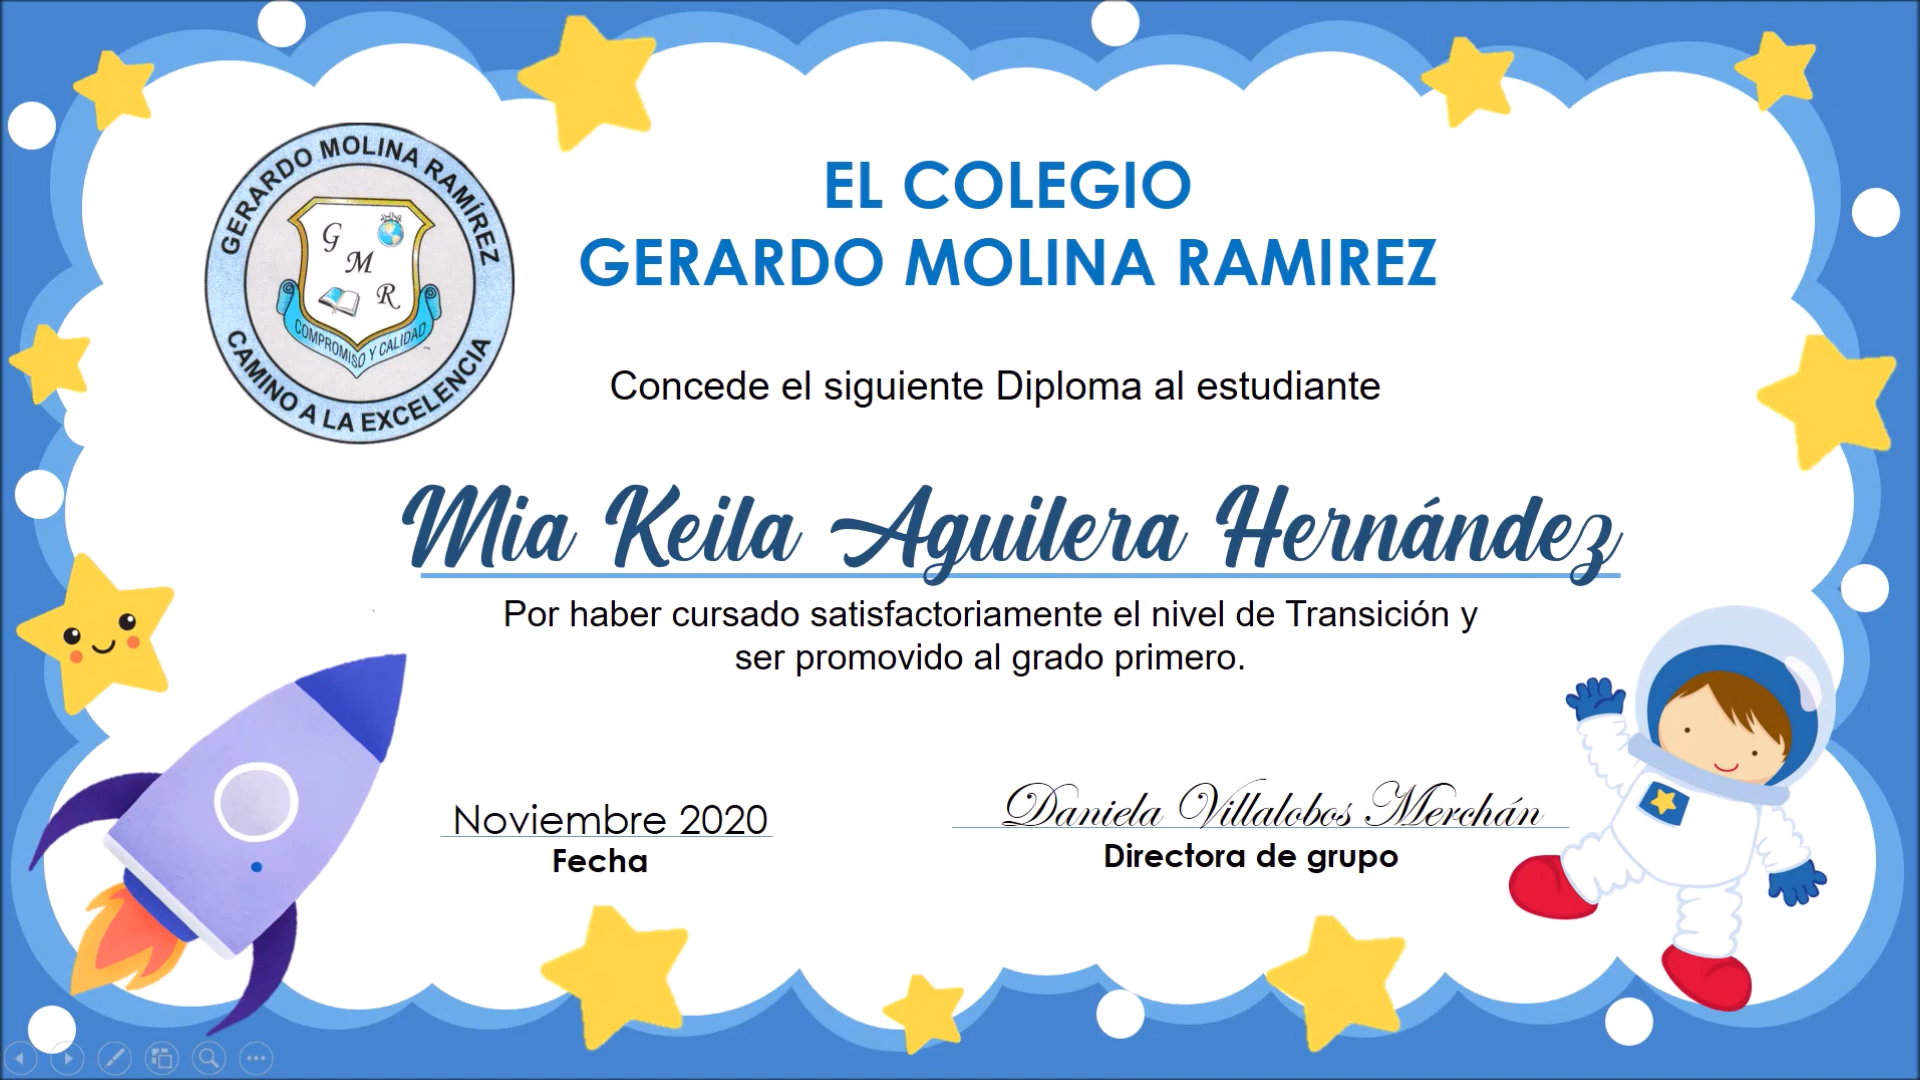 GERARDO MOLINA RAMÍREZ
G
M
R
COMPROMISO Y CALIDAD
CAMINO A LA EXCELENCIA
EL COLEGIO
GERARDO MOLINA RAMIREZ
Concede el siguiente Diploma al estudiante
Mia Keila Aguilera Hernández
Por haber cursado satisfactoriamente el nivel de Transición y
ser promovido al grado primero.
Noviembre 2020
Fecha
Daniela Villalobos Merchán
Directora de grupo